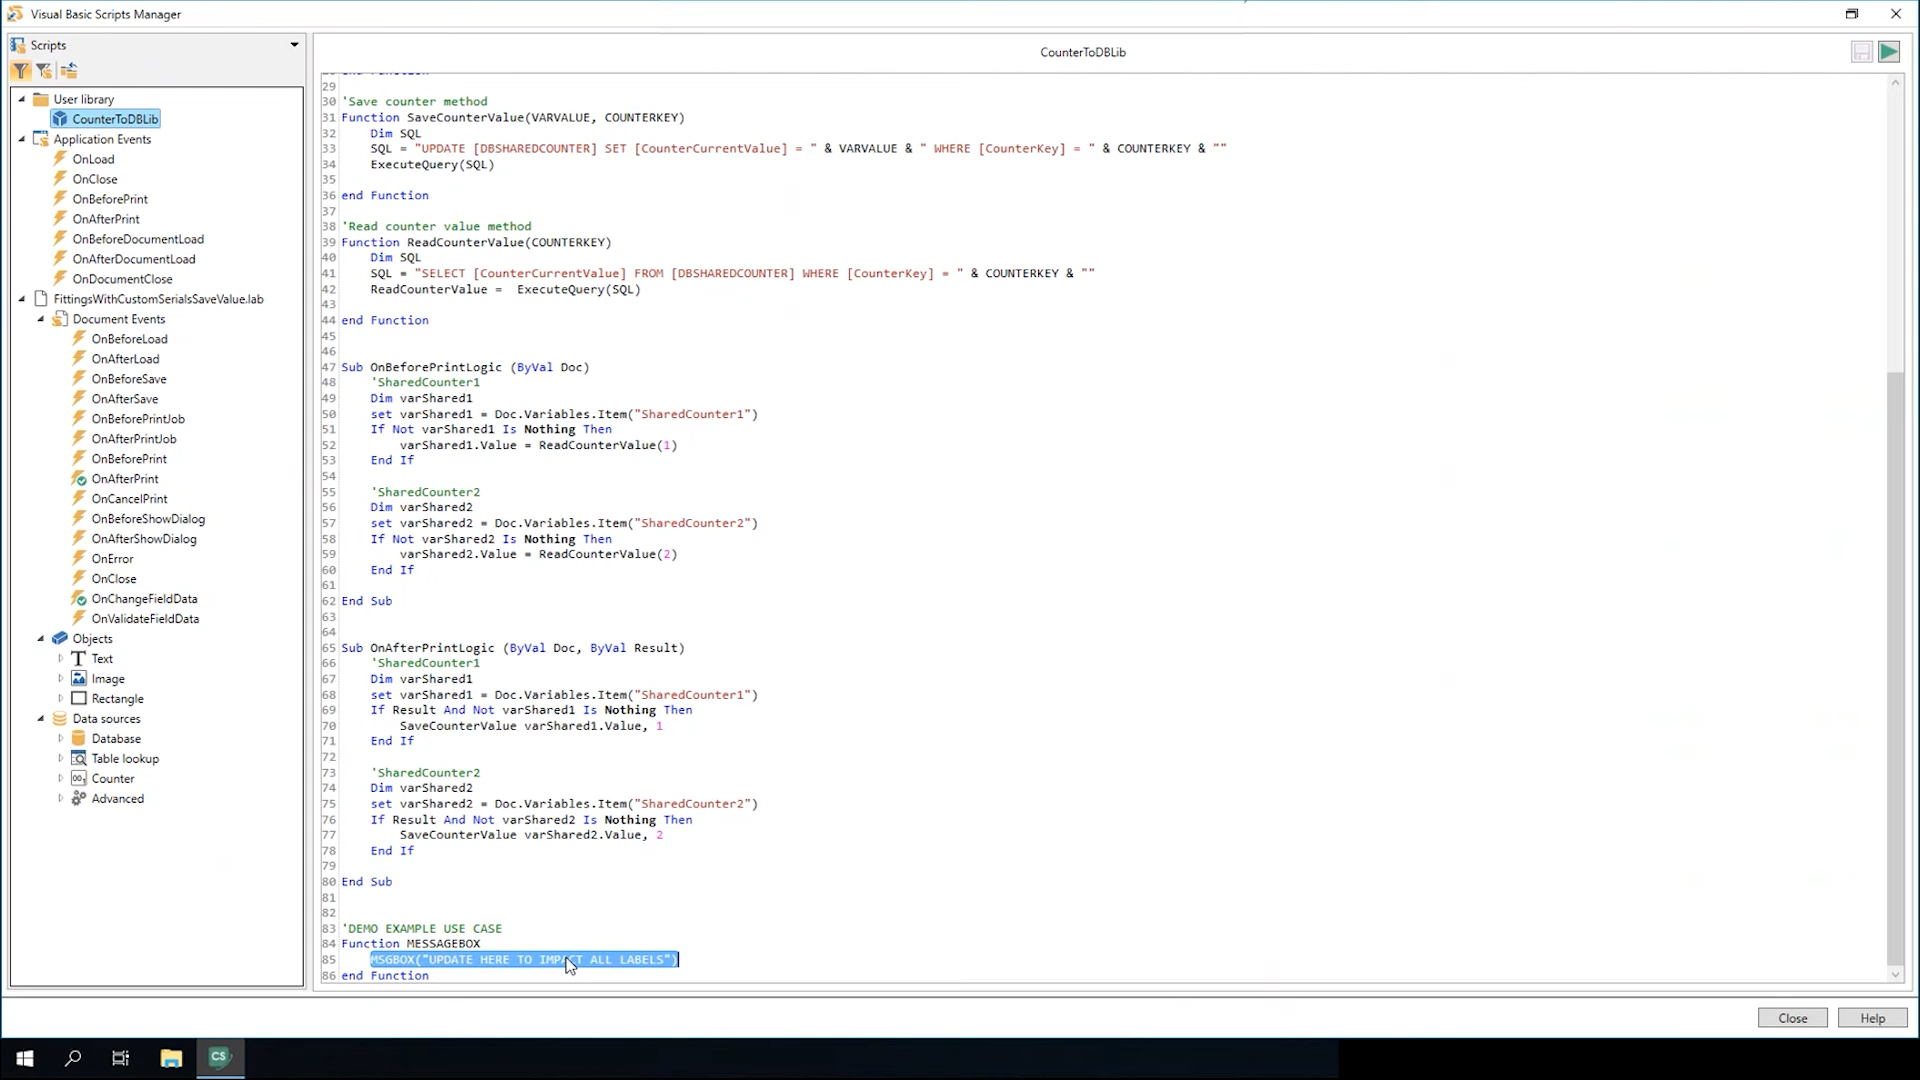 Visual Basic Scripts Manager
Scripts
User library
CounterToDBLib
Application Events
OnLoad
OnClose
OnBeforePrint
OnAfterPrint
OnBeforeDocumentLoad
OnAfterDocumentLoad
OnDocumentClose
FittingsWithCustomSerialsSaveValue.lab
Document Events
OnBeforeLoad
OnAfterLoad
OnBeforeSave
OnAfterSave
OnBeforePrintJob
OnAfterPrintJob
OnBeforePrint
OnAfterPrint
OnCancelPrint
OnBeforeShowDialog
OnAfterShowDialog
OnError
OnClose
OnChangeFieldData
OnValidateFieldData
Objects
Text
Image
Rectangle
Data sources
Database
Table lookup
Counter
Advanced
CounterToDBLib
28 end Function
29
30 'Save counter method
31 Function SaveCounterValue(VARVALUE, COUNTERKEY)
32     Dim SQL
33     SQL = "UPDATE [DBSHAREDCOUNTER] SET [CounterCurrentValue] = " & VARVALUE & " WHERE [CounterKey] = " & COUNTERKEY & ""
34     ExecuteQuery(SQL)
35
36 end Function
37
38 'Read counter value method
39 Function ReadCounterValue(COUNTERKEY)
40     Dim SQL
41     SQL = "SELECT [CounterCurrentValue] FROM [DBSHAREDCOUNTER] WHERE [CounterKey] = " & COUNTERKEY & ""
42     ReadCounterValue =  ExecuteQuery(SQL)
43
44 end Function
45
46
47 Sub OnBeforePrintLogic (ByVal Doc)
48     'SharedCounter1
49     Dim varShared1
50     set varShared1 = Doc.Variables.Item("SharedCounter1")
51     If Not varShared1 Is Nothing Then
52         varShared1.Value = ReadCounterValue(1)
53     End If
54
55     'SharedCounter2
56     Dim varShared2
57     set varShared2 = Doc.Variables.Item("SharedCounter2")
58     If Not varShared2 Is Nothing Then
59         varShared2.Value = ReadCounterValue(2)
60     End If
61
62 End Sub
63
64
65 Sub OnAfterPrintLogic (ByVal Doc, ByVal Result)
66     'SharedCounter1
67     Dim varShared1
68     set varShared1 = Doc.Variables.Item("SharedCounter1")
69     If Result And Not varShared1 Is Nothing Then
70         SaveCounterValue varShared1.Value, 1
71     End If
72
73     'SharedCounter2
74     Dim varShared2
75     set varShared2 = Doc.Variables.Item("SharedCounter2")
76     If Result And Not varShared2 Is Nothing Then
77         SaveCounterValue varShared2.Value, 2
78     End If
79
80 End Sub
81
82
83 'DEMO EXAMPLE USE CASE
84 Function MESSAGEBOX
85     MSGBOX("UPDATE HERE TO IMPACT ALL LABELS")
86 end Function
Close
Help
CS